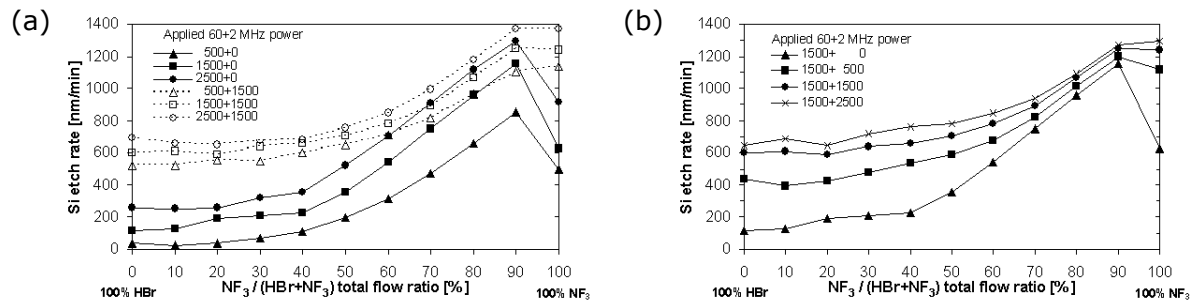 (a)
1400
1200
1000
800
600
400
200
0
Si etch rate [nm/min]
Applied 60+2 MHz power
500+0
1500+0
2500+0
500+1500
1500+1500
2500+1500
0 10 20 30 40 50 60 70 80 90 100
100% HBr
NF₃ / (HBr+NF₃) total flow ratio [%]
100% NF₃
(b)
1400
1200
1000
800
600
400
200
0
Si etch rate [nm/min]
Applied 60+2 MHz power
1500+ 0
1500+ 500
1500+1500
1500+2500
0 10 20 30 40 50 60 70 80 90 100
100% HBr
NF₃ / (HBr+NF₃) total flow ratio [%]
100% NF₃